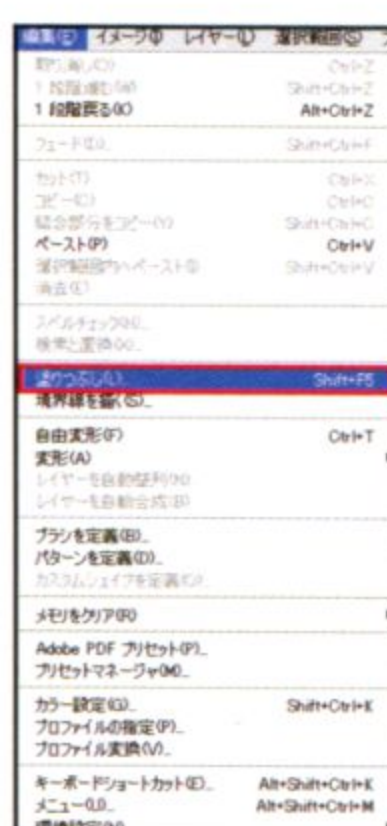 編集(E) イメージ(I) レイヤー(L) 選択範囲(S)
取り消し(O) Ctrl+Z
1 段階進む(W) Shift+Ctrl+Z
1 段階戻る(K) Alt+Ctrl+Z
フェード(D)... Shift+Ctrl+F
カット(T) Ctrl+X
コピー(C) Ctrl+C
結合部分をコピー(Y) Shift+Ctrl+C
ペースト(P) Ctrl+V
選択範囲内へペースト(I) Shift+Ctrl+V
消去(E)
スペルチェック(H)...
検索と置換(X)...
塗りつぶし(L)... Shift+F5
境界線を描く(S)...
自由変形(F) Ctrl+T
変形(A)
レイヤーを自動整列(N)
レイヤーを自動合成(B)
ブラシを定義(B)...
パターンを定義(D)...
カスタムシェイプを定義(O)
メモリをクリア(R)
Adobe PDF プリセット(P)...
プリセットマネージャ(M)...
カラー設定(G)... Shift+Ctrl+K
プロファイルの指定(P)...
プロファイル変換(V)...
キーボードショートカット(E)... Alt+Shift+Ctrl+K
メニュー(U)... Alt+Shift+Ctrl+M
環境設定(N)